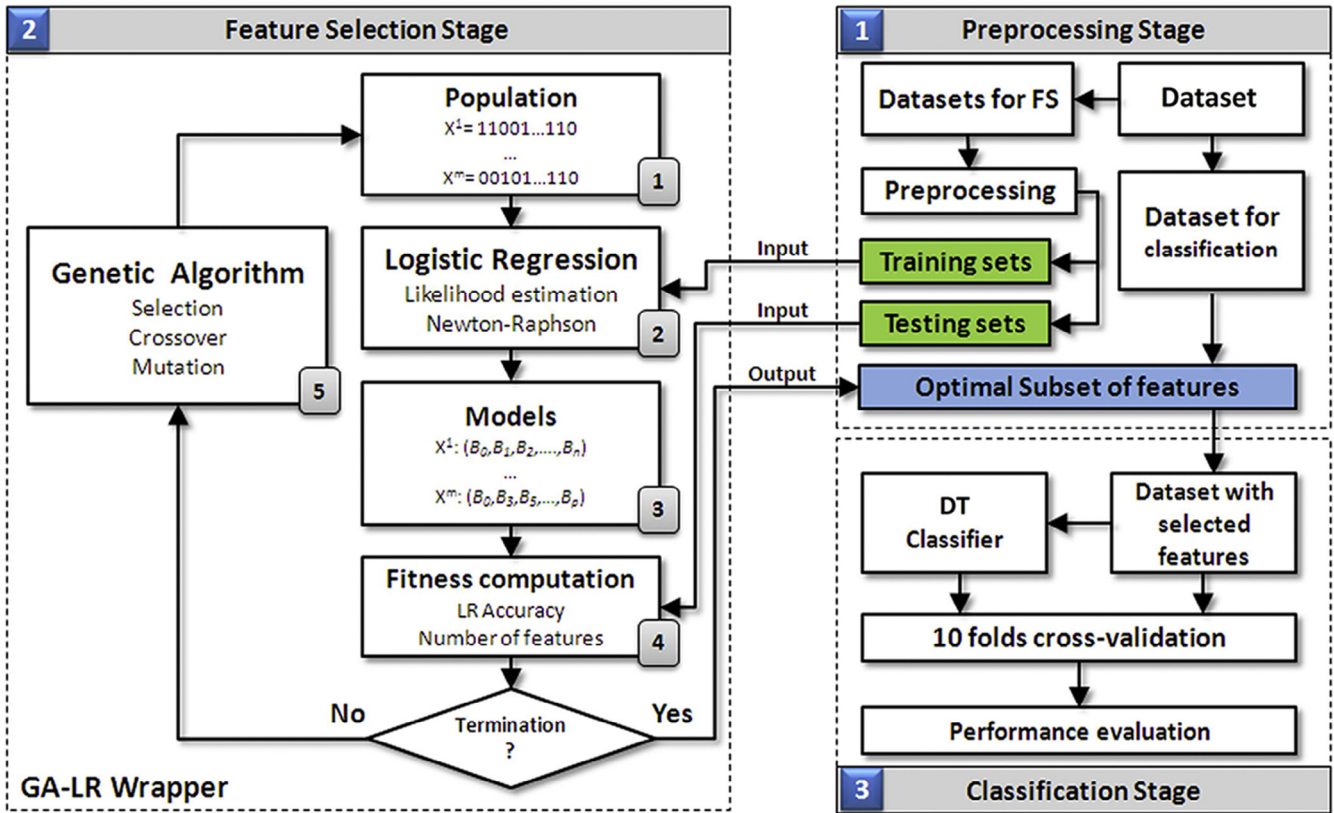 2
Feature Selection Stage
Population
X¹= 11001...110
...
Xᵐ= 00101...110
1
Logistic Regression
Likelihood estimation
Newton-Raphson
2
Models
X¹: (B₀,B₁,B₂,....,Bₙ)
...
Xᵐ: (B₀,B₃,B₅,...,Bₚ)
3
Fitness computation
LR Accuracy
Number of features
4
Termination
?
No
Yes
Genetic Algorithm
Selection
Crossover
Mutation
5
GA-LR Wrapper
Input
Input
Output
1
Preprocessing Stage
Datasets for FS
Dataset
Preprocessing
Dataset for
classification
Training sets
Testing sets
Optimal Subset of features
DT
Classifier
Dataset with
selected
features
10 folds cross-validation
Performance evaluation
3
Classification Stage